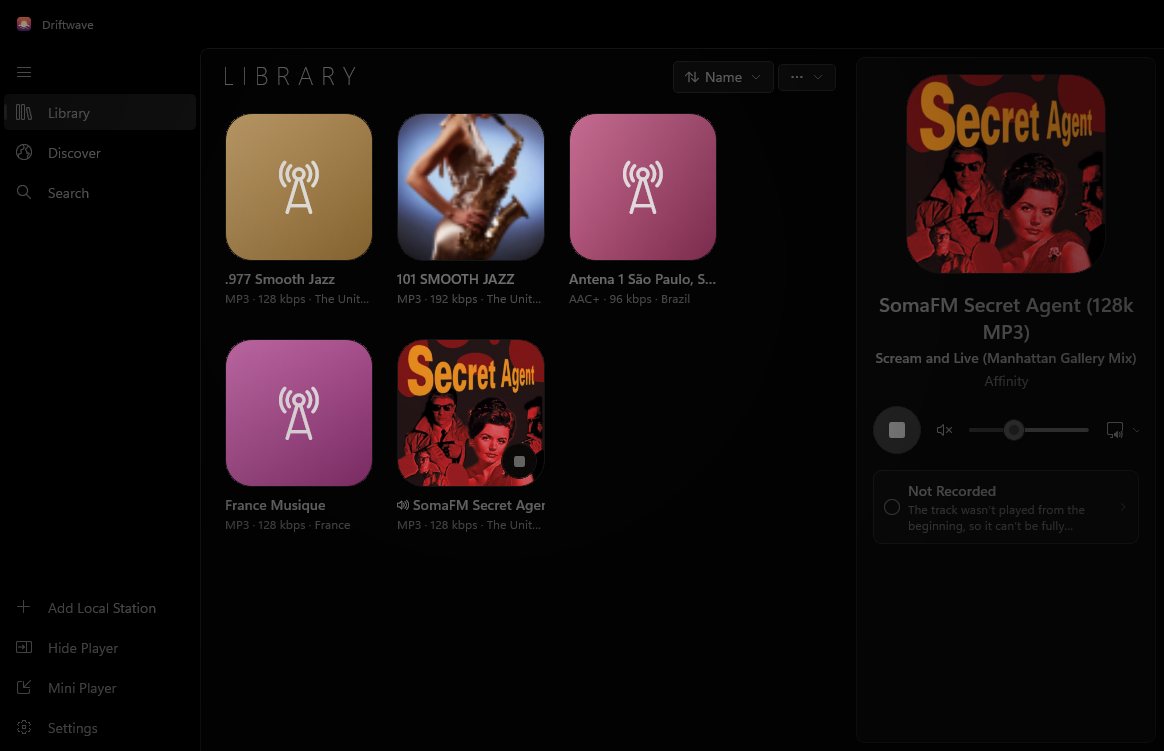 Driftwave
Library
Discover
Search
Add Local Station
Hide Player
Mini Player
Settings
LIBRARY
Name
.977 Smooth Jazz
MP3 · 128 kbps · The Unit...
101 SMOOTH JAZZ
MP3 · 192 kbps · The Unit...
Antena 1 São Paulo, S...
AAC+ · 96 kbps · Brazil
France Musique
MP3 · 128 kbps · France
Secret Agent
SomaFM Secret Agen
MP3 · 128 kbps · The Unit...
Secret Agent
SomaFM Secret Agent (128k
MP3)
Scream and Live (Manhattan Gallery Mix)
Affinity
Not Recorded
The track wasn't played from the
beginning, so it can't be fully...